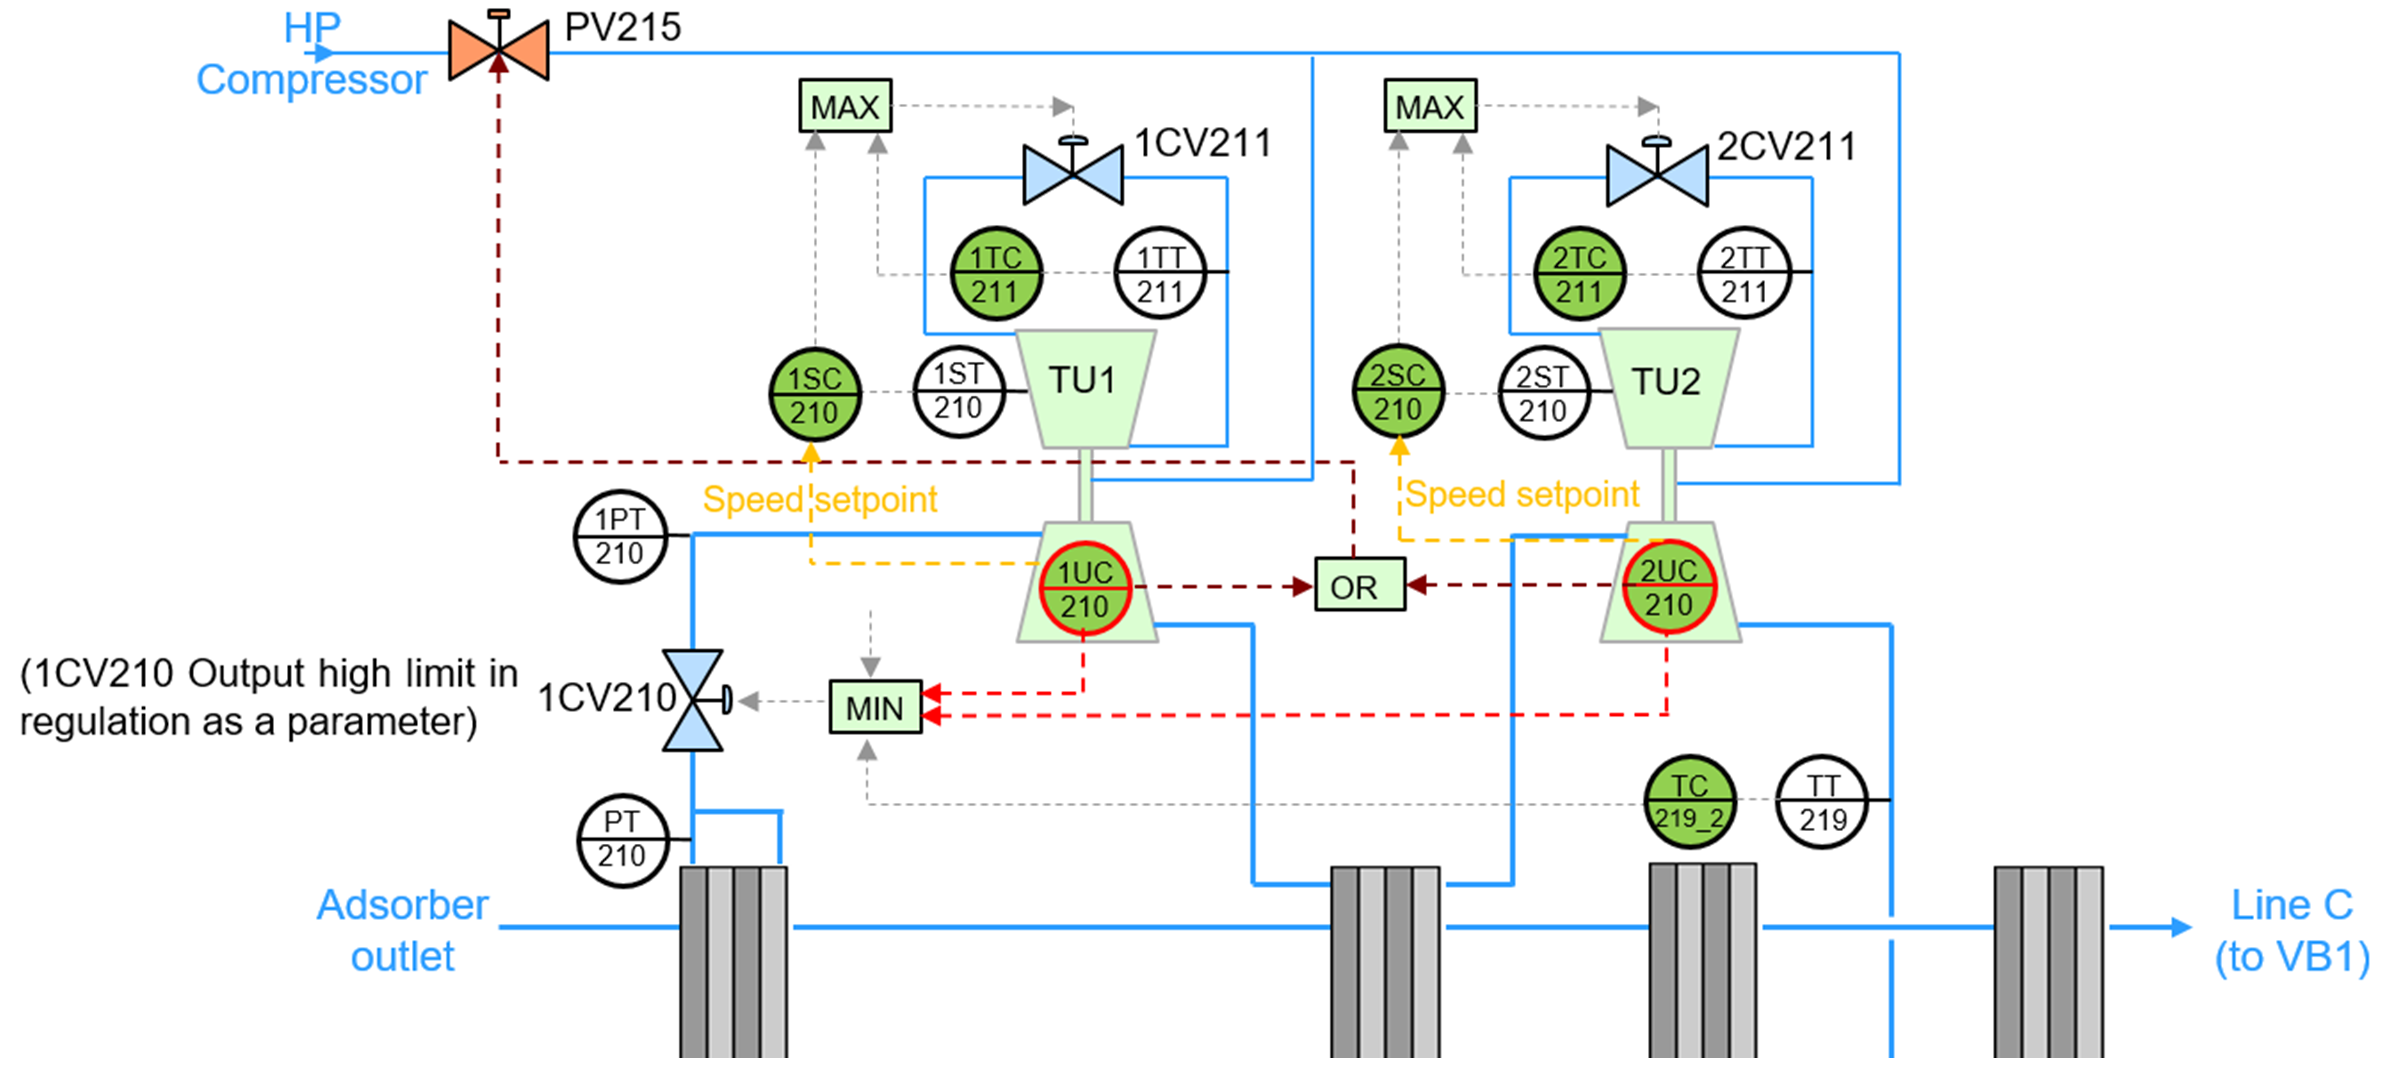 HP
Compressor
PV215
MAX
1CV211
MAX
2CV211
1TC
211
1TT
211
2TC
211
2TT
211
1SC
210
1ST
210
TU1
2SC
210
2ST
210
TU2
Speed setpoint
Speed setpoint
1PT
210
1UC
210
OR
2UC
210
(1CV210 Output high limit in
regulation as a parameter)
1CV210
MIN
PT
210
TC
219_2
TT
219
Adsorber
outlet
Line C
(to VB1)